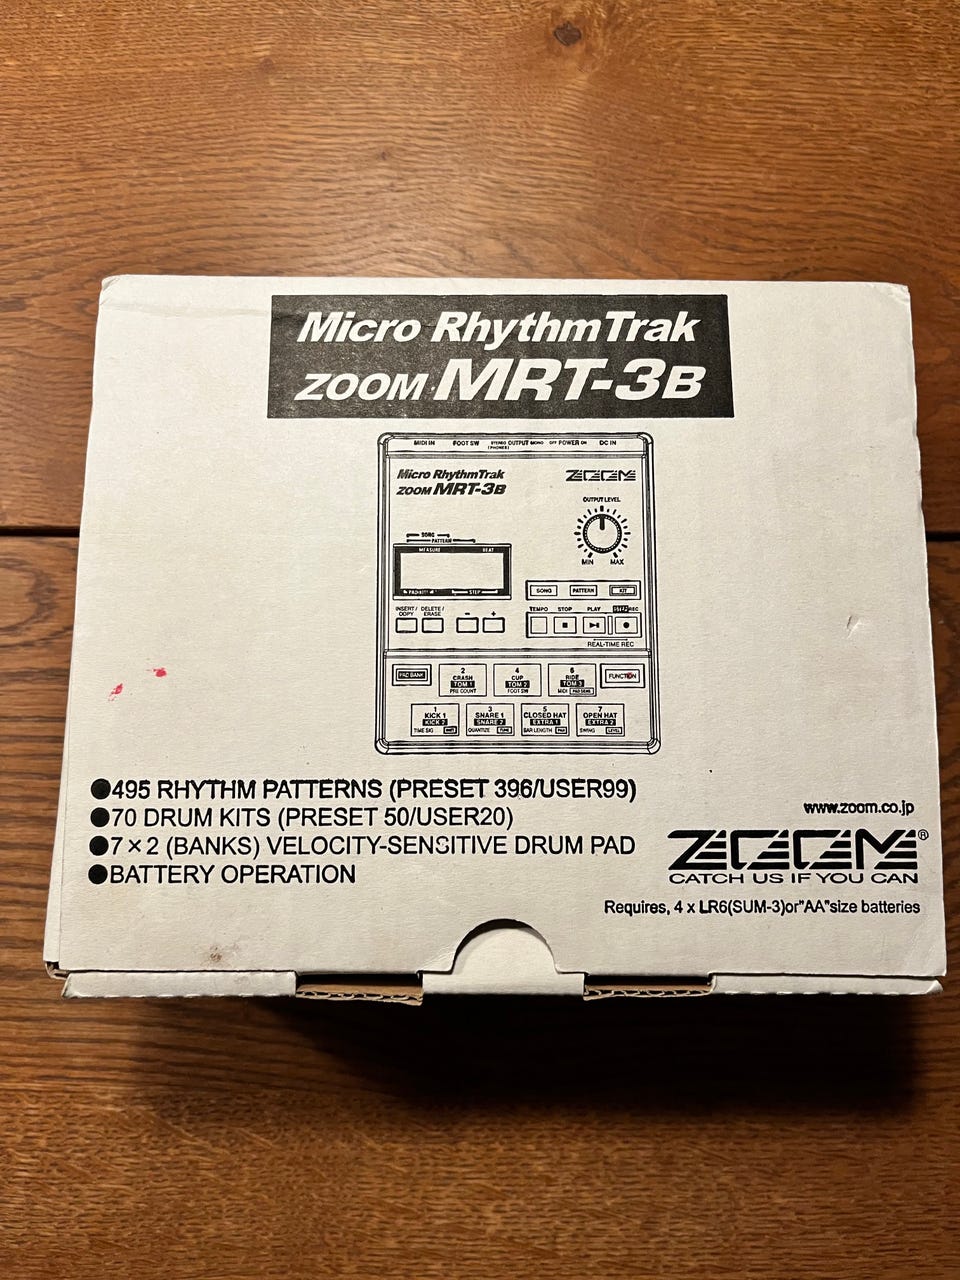 Micro RhythmTrak
ZOOM MRT-3B
MIDI IN FOOT SW STEREO OUTPUT MONO OFF POWER ON DC IN
(PHONES)
Micro RhythmTrak
ZOOM MRT-3B
ZOOM
OUTPUT LEVEL
MIN MAX
SONG
PATTERN
MEASURE BEAT
STEP
SONG PATTERN KIT
INSERT/ DELETE/
COPY ERASE
- +
TEMPO STOP PLAY REC
REAL-TIME REC
PAD BANK
2 4 6
CRASH CUP RIDE
TOM 1 TOM 2 TOM 3
PRE COUNT FOOT SW MIDI PAD SENS
FUNCTION
1 3 5 7
KICK 1 SNARE 1 CLOSED HAT OPEN HAT
KICK 2 SNARE 2 EXTRA 1 EXTRA 2
TIME SIG QUANTIZE TUNE BAR LENGTH PAN SWING LEVEL
●495 RHYTHM PATTERNS (PRESET 396/USER99)
●70 DRUM KITS (PRESET 50/USER20)
●7 × 2 (BANKS) VELOCITY-SENSITIVE DRUM PAD
●BATTERY OPERATION
www.zoom.co.jp
ZOOM®
CATCH US IF YOU CAN
Requires, 4 x LR6(SUM-3)or"AA"size batteries